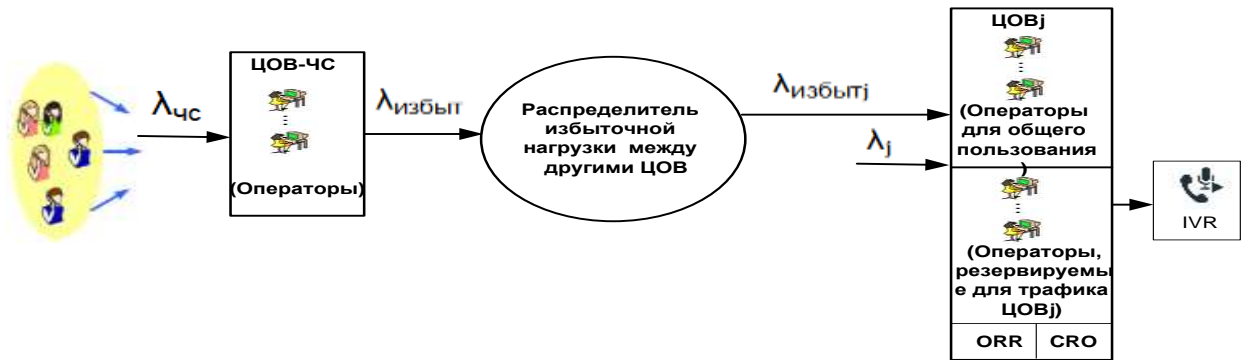 λчс
ЦОВ-ЧС
(Операторы)
λизбыт
Распределитель
избыточной
нагрузки между
другими ЦОВ
λизбытj
λj
ЦОВj
(Операторы
для общего
пользования
)
(Операторы,
резервируемы
е для трафика
ЦОВj)
ORR
CRO
IVR